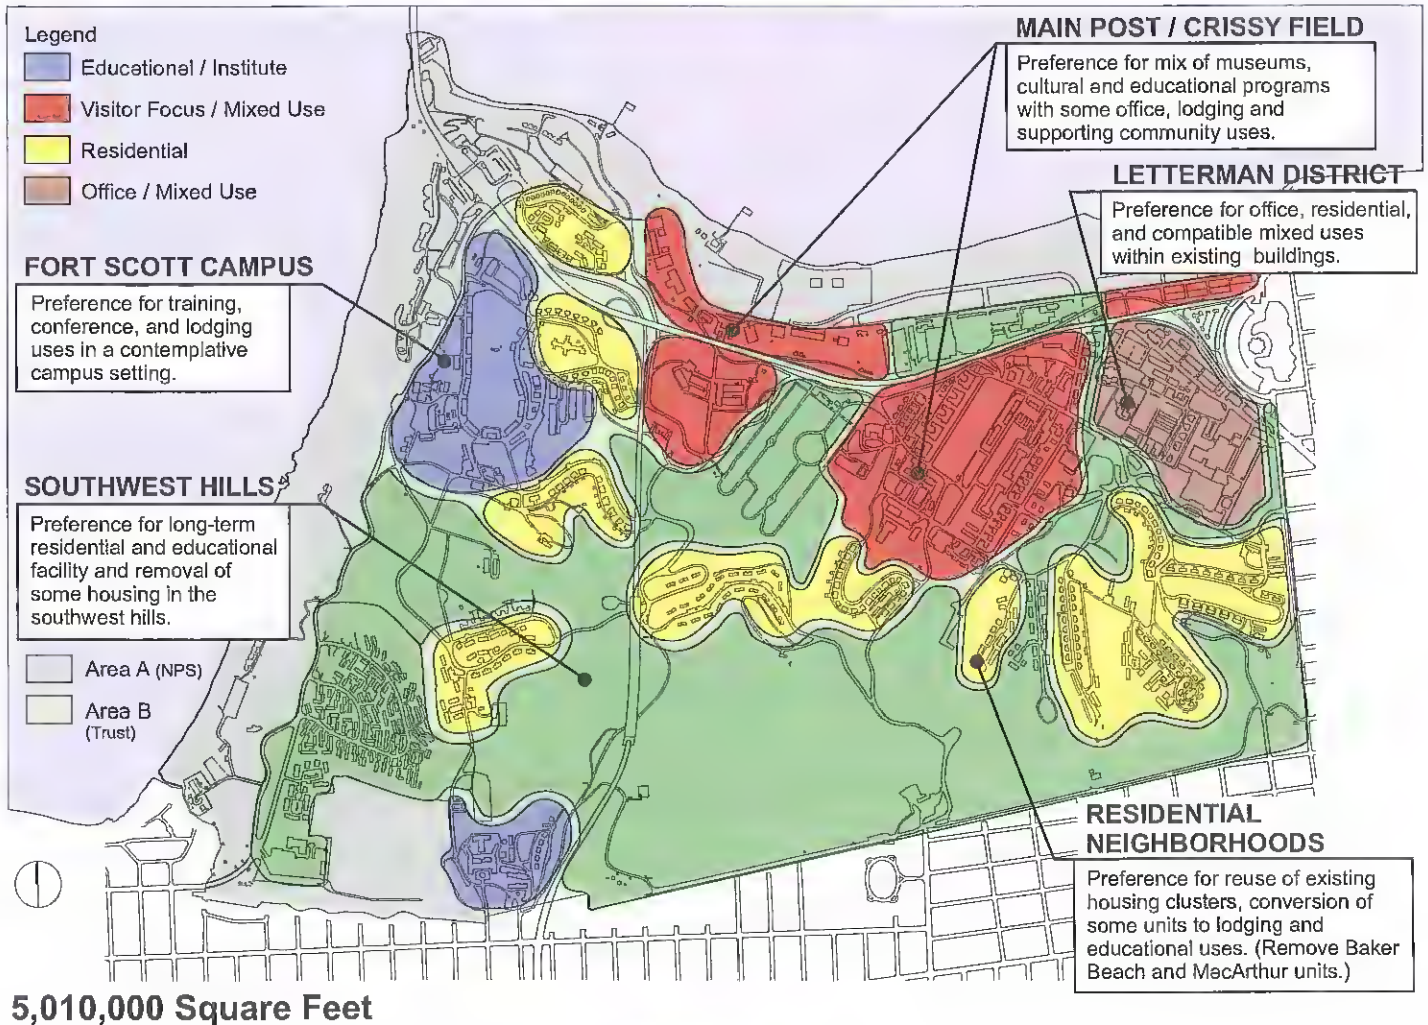 Legend
Educational / Institute
Visitor Focus / Mixed Use
Residential
Office / Mixed Use
MAIN POST / CRISSY FIELD
Preference for mix of museums,
cultural and educational programs
with some office, lodging and
supporting community uses.
LETTERMAN DISTRICT
Preference for office, residential,
and compatible mixed uses
within existing buildings.
FORT SCOTT CAMPUS
Preference for training,
conference, and lodging
uses in a contemplative
campus setting.
SOUTHWEST HILLS
Preference for long-term
residential and educational
facility and removal of
some housing in the
southwest hills.
Area A (NPS)
Area B
(Trust)
RESIDENTIAL
NEIGHBORHOODS
Preference for reuse of existing
housing clusters, conversion of
some units to lodging and
educational uses. (Remove Baker
Beach and MacArthur units.)
5,010,000 Square Feet